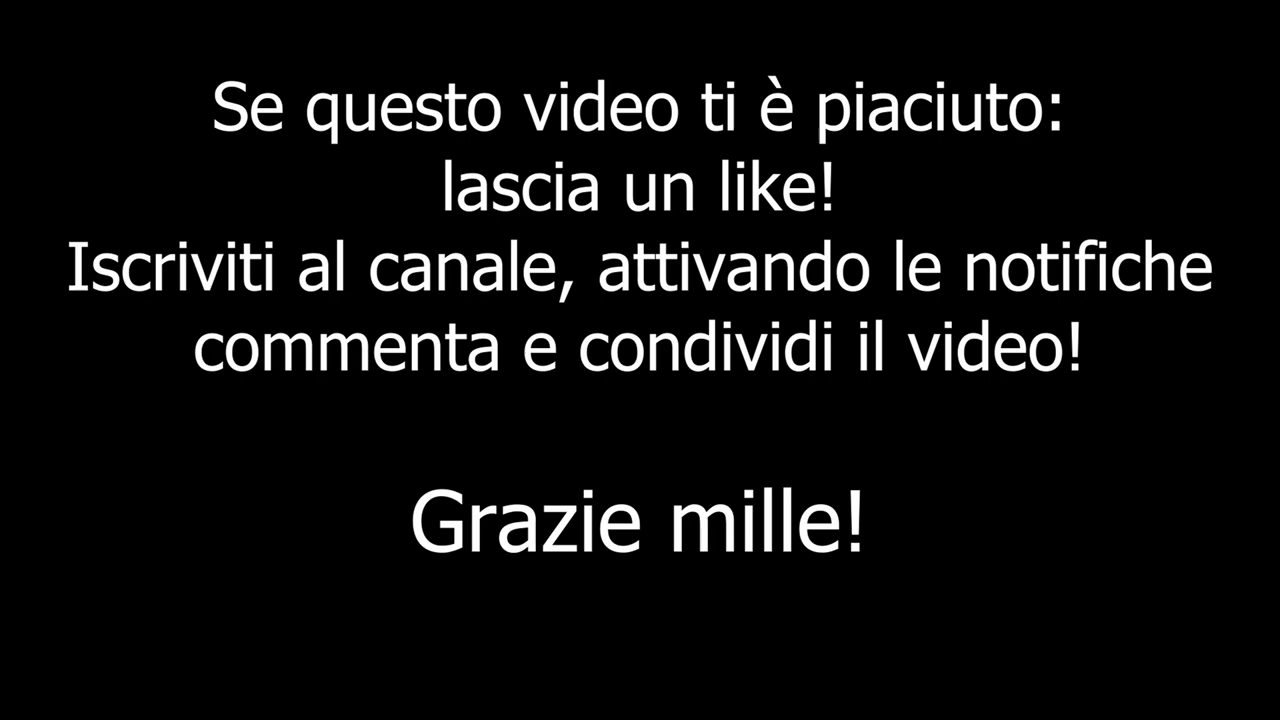 Se questo video ti è piaciuto:
lascia un like!
Iscriviti al canale, attivando le notifiche
commenta e condividi il video!
Grazie mille!